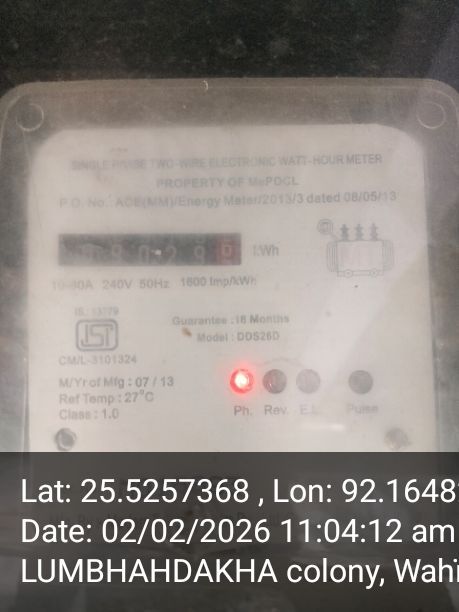 SINGLE PHASE TWO-WIRE ELECTRONIC WATT-HOUR METER
PROPERTY OF MePDCL
P.O. No. ACE(MM)/Energy Meter/2013/3 dated 08/05/13
kWh
10-60A 240V 50Hz 1600 Imp/kWh
IS: 13779
Guarantee : 18 Months
Model : DDS26D
CM/L-3101324
M/Yr of Mfg : 07 / 13
Ref Temp : 27°C
Class : 1.0
Ph. Rev. E.L. Pulse
Lat: 25.5257368 , Lon: 92.1648
Date: 02/02/2026 11:04:12 am
LUMBHAHDAKHA colony,